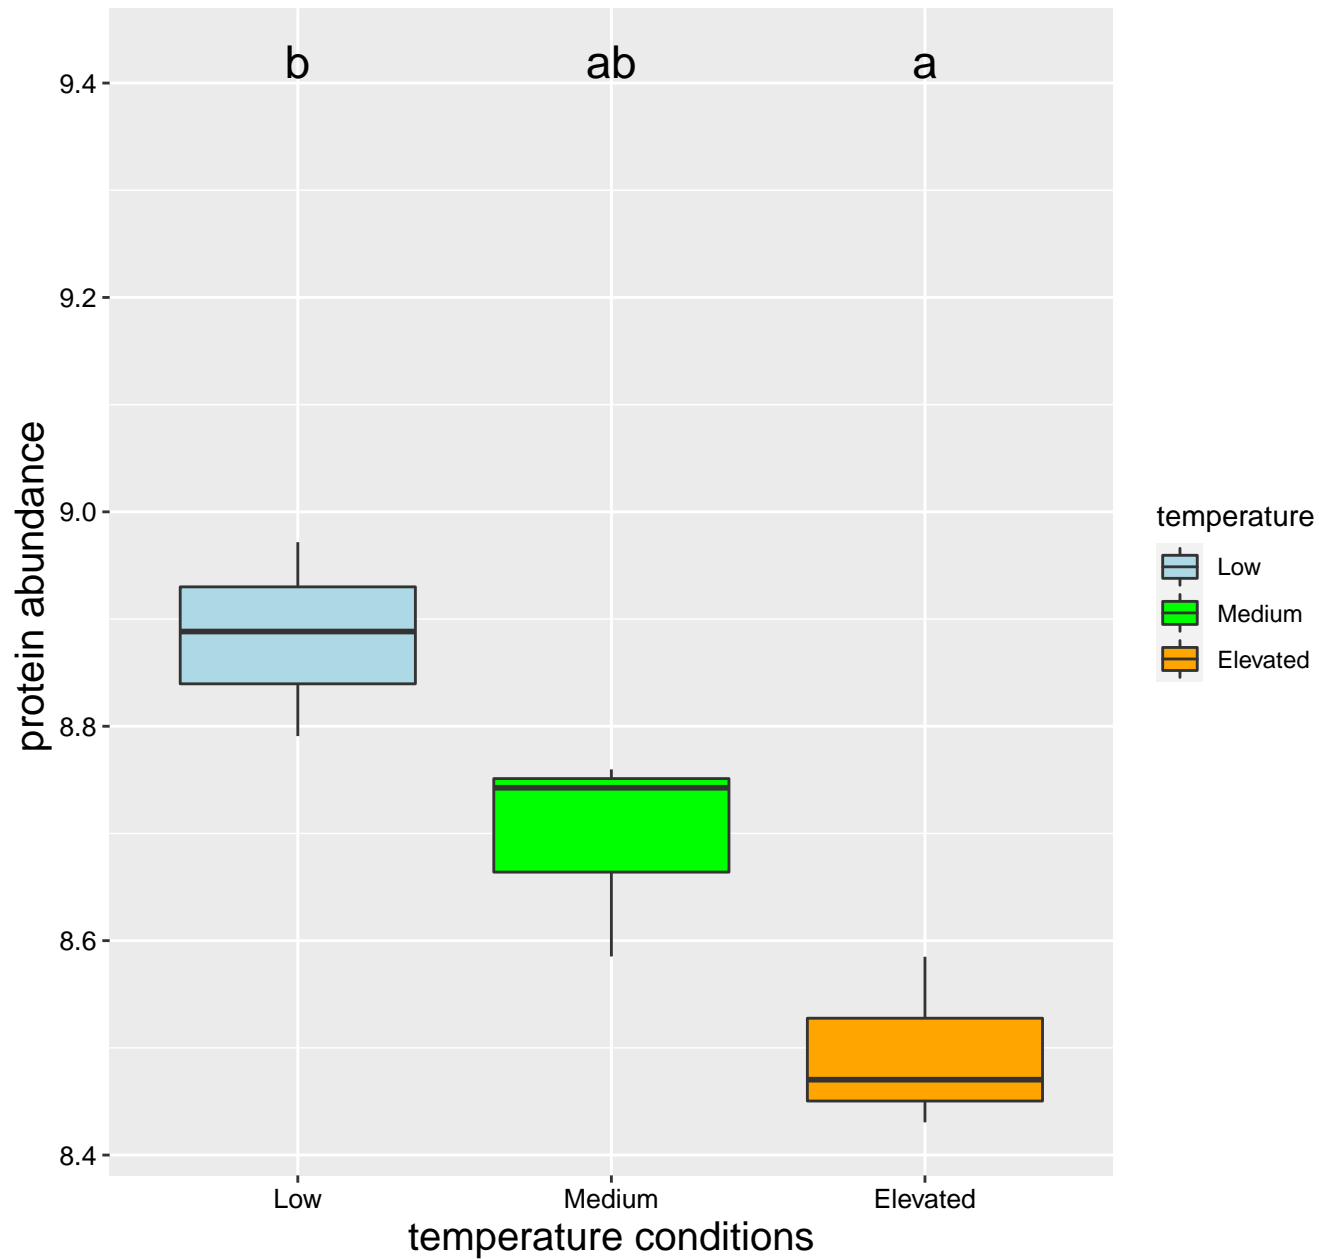 b ab a
9.4
9.2
9.0
8.8
8.6
8.4
protein abundance
Low Medium Elevated
temperature conditions
temperature
Low
Medium
Elevated